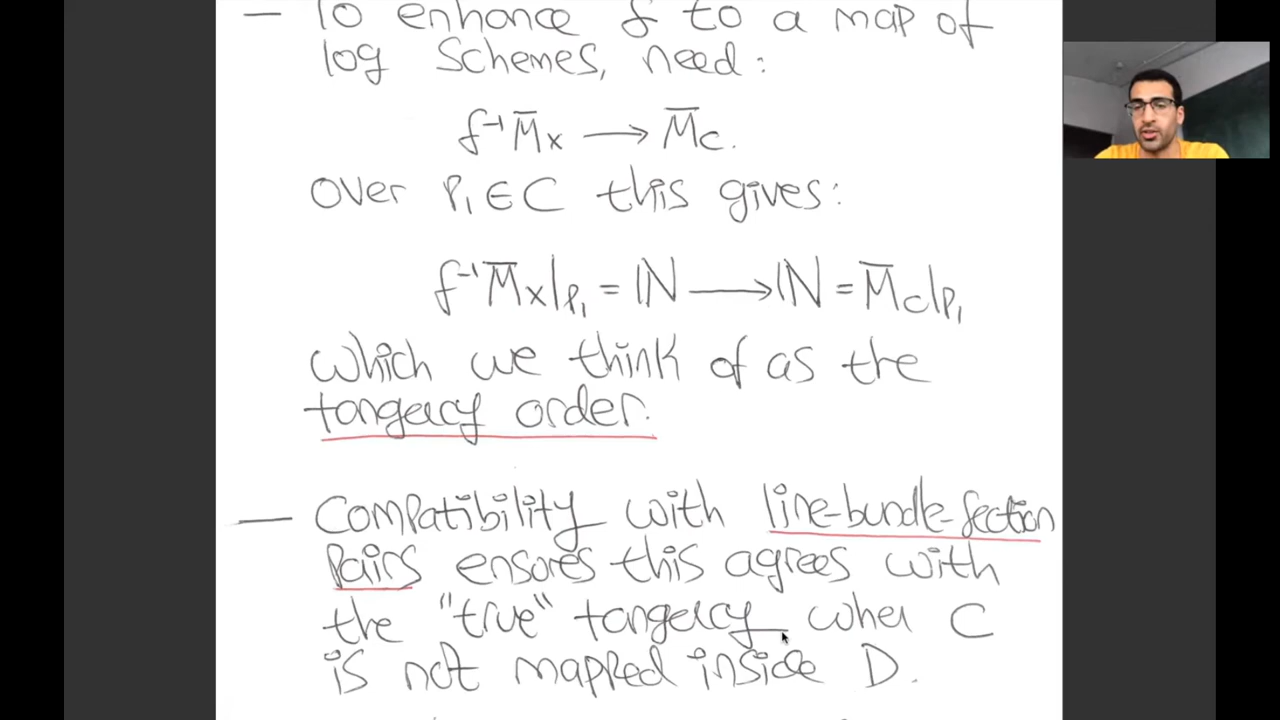 — To enhance f to a map of
log Schemes, need:
f⁻¹M̄x ⟶ M̄c.
Over P₁ ∈ C this gives:
f⁻¹M̄x|P₁ = ℕ ⟶ ℕ = M̄c|P₁
Which we think of as the
tangecy order.
— Compatibility with line-bundle-section
pairs ensures this agrees with
the "true" tangecy when C
is not mapped inside D.